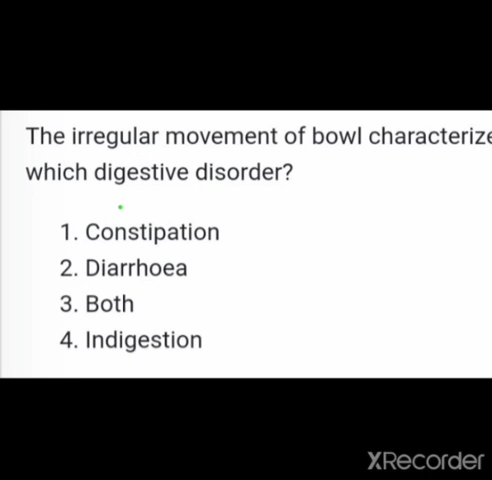 The irregular movement of bowl characterize
which digestive disorder?
1. Constipation
2. Diarrhoea
3. Both
4. Indigestion
XRecorder